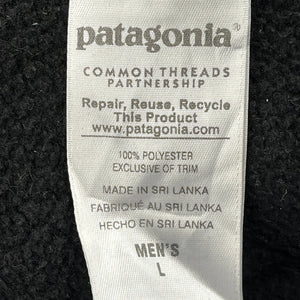 patagonia®
COMMON THREADS
PARTNERSHIP
Repair, Reuse, Recycle
This Product
www.patagonia.com
100% POLYESTER
EXCLUSIVE OF TRIM
MADE IN SRI LANKA
FABRIQUÉ AU SRI LANKA
HECHO EN SRI LANKA
MEN'S
L